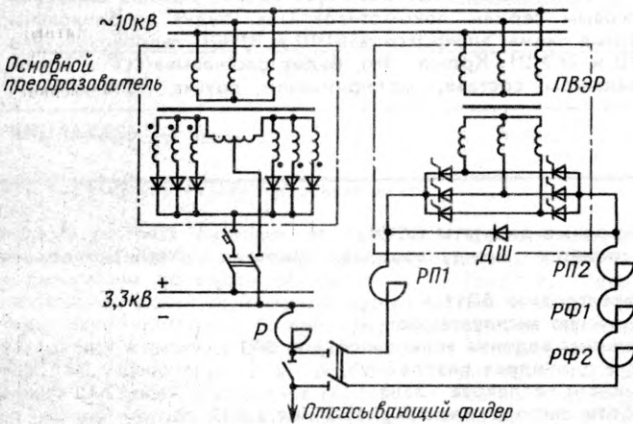 ~10кВ
Основной
преобразователь
ПВЭР
ДШ
РП1
РП2
+
3,3кВ
−
Р
РФ1
РФ2
Отсасывающий фидер